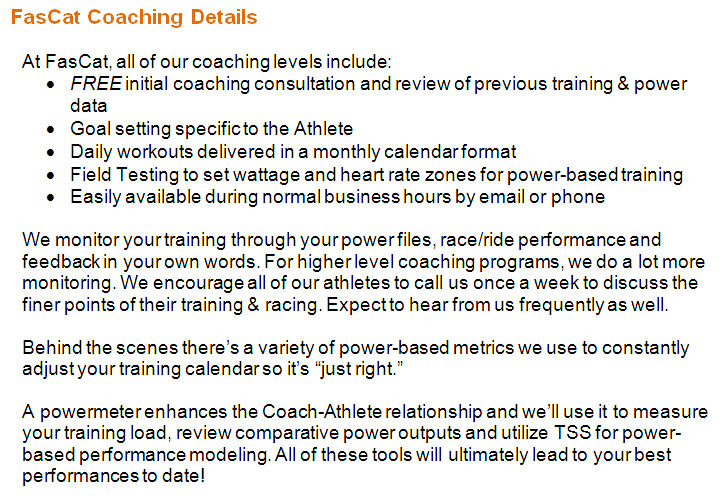 FasCat Coaching Details
At FasCat, all of our coaching levels include:
• FREE initial coaching consultation and review of previous training & power
data
• Goal setting specific to the Athlete
• Daily workouts delivered in a monthly calendar format
• Field Testing to set wattage and heart rate zones for power-based training
• Easily available during normal business hours by email or phone
We monitor your training through your power files, race/ride performance and
feedback in your own words. For higher level coaching programs, we do a lot more
monitoring. We encourage all of our athletes to call us once a week to discuss the
finer points of their training & racing. Expect to hear from us frequently as well.
Behind the scenes there's a variety of power-based metrics we use to constantly
adjust your training calendar so it's “just right.”
A powermeter enhances the Coach-Athlete relationship and we'll use it to measure
your training load, review comparative power outputs and utilize TSS for power-
based performance modeling. All of these tools will ultimately lead to your best
performances to date!